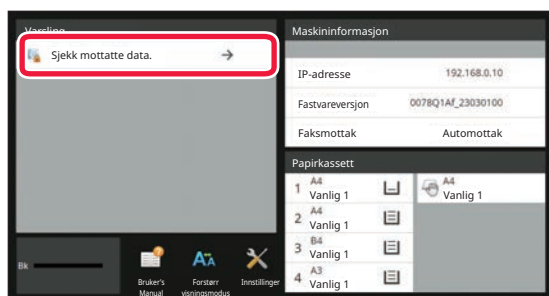 Varsling
Sjekk mottatte data.
Maskininformasjon
IP-adresse 192.168.0.10
Fastvareversjon 0078Q1Af_23030100
Faksmottak Automottak
Papirkassett
1 A4
Vanlig 1
A4
Vanlig 1
2 A4
Vanlig 1
3 B4
Vanlig 1
4 A3
Vanlig 1
Bk
Bruker's
Manual
Forstørr
visningsmodus
Innstillinger